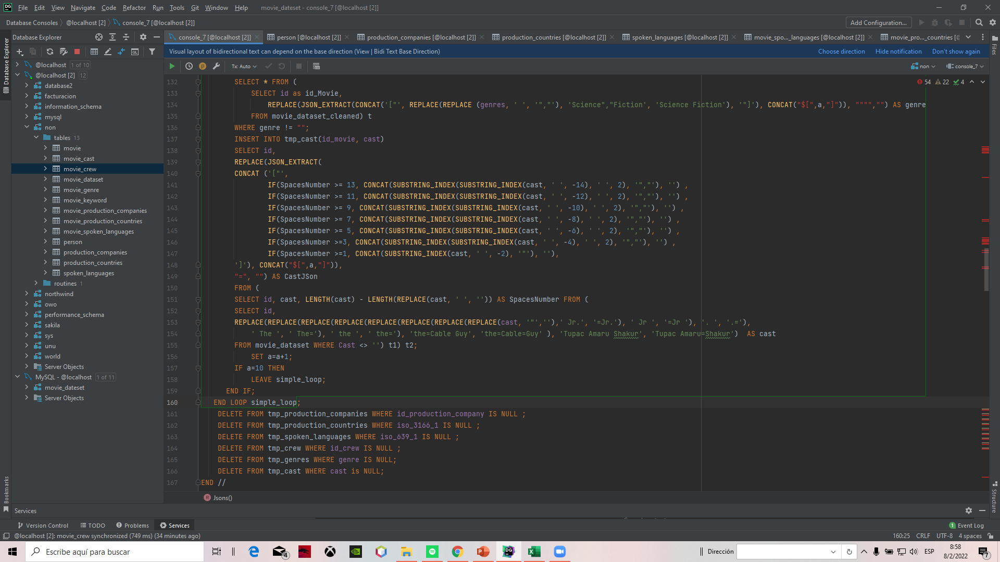 File Edit View Navigate Code Refactor Run Tools Git Window Help movie_dateset - console_7 [@localhost [2]]
Database Consoles @localhost [2] console_7 [@localhost [2]] Add Configuration...
Database Explorer
console_7 [@localhost [2]] person [@localhost [2]] production_companies [@localhost [2]] production_countries [@localhost [2]] spoken_languages [@localhost [2]] movie_spo..._languages [@localhost [2]] movie_pro..._countries [@
Visual layout of bidirectional text can depend on the base direction (View | Bidi Text Base Direction) Choose direction Hide notification Don't show again
Tx: Auto non console_7
Database Explorer
Bookmarks
Files
Structure
@localhost 1 of 10
@localhost [2] 12
database2
facturacion
information_schema
mysql
non
tables 13
movie
movie_cast
movie_crew
movie_dataset
movie_genre
movie_keyword
movie_production_companies
movie_production_countries
movie_spoken_languages
person
production_companies
production_countries
spoken_languages
routines 1
northwind
owo
performance_schema
sakila
sys
unu
world
Server Objects
MySQL - @localhost 1 of 11
movie_dateset
Server Objects
54 22 4
132 SELECT * FROM (
133 SELECT id as id_Movie,
134 REPLACE(JSON_EXTRACT(CONCAT('["', REPLACE(REPLACE (genres, ' ', '","'), 'Science","Fiction', 'Science Fiction'), '"]'), CONCAT("$[",a,"]")), """","") AS genre
135 FROM movie_dataset_cleaned) t
136 WHERE genre != "";
137 INSERT INTO tmp_cast(id_movie, cast)
138 SELECT id,
139 REPLACE(JSON_EXTRACT(
140 CONCAT ('["',
141 IF(SpacesNumber >= 13, CONCAT(SUBSTRING_INDEX(SUBSTRING_INDEX(cast, ' ', -14), ' ', 2), '","'), '') ,
142 IF(SpacesNumber >= 11, CONCAT(SUBSTRING_INDEX(SUBSTRING_INDEX(cast, ' ', -12), ' ', 2), '","'), '') ,
143 IF(SpacesNumber >= 9, CONCAT(SUBSTRING_INDEX(SUBSTRING_INDEX(cast, ' ', -10), ' ', 2), '","'), '') ,
144 IF(SpacesNumber >= 7, CONCAT(SUBSTRING_INDEX(SUBSTRING_INDEX(cast, ' ', -8), ' ', 2), '","'), '') ,
145 IF(SpacesNumber >= 5, CONCAT(SUBSTRING_INDEX(SUBSTRING_INDEX(cast, ' ', -6), ' ', 2), '","'), '') ,
146 IF(SpacesNumber >=3, CONCAT(SUBSTRING_INDEX(SUBSTRING_INDEX(cast, ' ', -4), ' ', 2), '","'), '') ,
147 IF(SpacesNumber >=1, CONCAT(SUBSTRING_INDEX(cast, ' ', -2), '"'), ''),
148 ']'), CONCAT("$[",a,"]")),
149 "=", "") AS CastJSon
150 FROM (
151 SELECT id, cast, LENGTH(cast) - LENGTH(REPLACE(cast, ' ', '')) AS SpacesNumber FROM (
152 SELECT id,
153 REPLACE(REPLACE(REPLACE(REPLACE(REPLACE(REPLACE(REPLACE(REPLACE(cast, '"',''),' Jr.', '=Jr.'), ' Jr ', '=Jr '), '. ', '.='),
154 ' The ', ' The='), ' the ', ' the='), 'the=Cable Guy', 'the=Cable=Guy' ), 'Tupac Amaru Shakur', 'Tupac Amaru=Shakur') AS cast
155 FROM movie_dataset WHERE Cast <> '') t1) t2;
156 SET a=a+1;
157 IF a=10 THEN
158 LEAVE simple_loop;
159 END IF;
160 END LOOP simple_loop;
161 DELETE FROM tmp_production_companies WHERE id_production_company IS NULL ;
162 DELETE FROM tmp_production_countries WHERE iso_3166_1 IS NULL ;
163 DELETE FROM tmp_spoken_languages WHERE iso_639_1 IS NULL ;
164 DELETE FROM tmp_crew WHERE id_crew IS NULL ;
165 DELETE FROM tmp_genres WHERE genre IS NULL;
166 DELETE FROM tmp_cast WHERE cast is NULL;
167 END //
Jsons()
Services
Version Control TODO Problems Services 1 Event Log
@localhost [2]: movie_crew synchronized (749 ms) (34 minutes ago) 160:25 CRLF UTF-8 4 spaces
Escribe aquí para buscar 4 Dirección ESP 8:58
8/2/2022 7